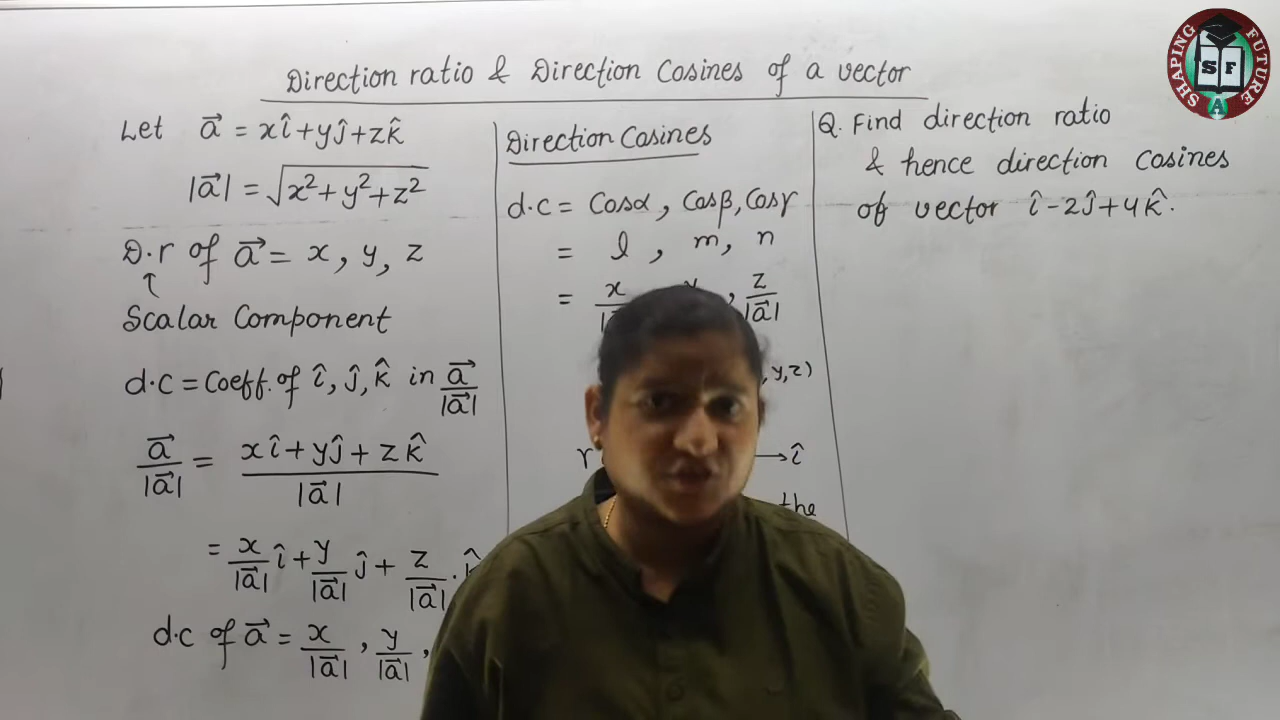 Direction ratio & Direction Cosines of a vector
Let a⃗ = xî+yĵ+zk̂
|a⃗| = √x²+y²+z²
D.r of a⃗ = x, y, z
↑
Scalar Component
d.c = Coeff. of î, ĵ, k̂ in a⃗/|a⃗|
a⃗/|a⃗| = xî+yĵ+zk̂/|a⃗|
= x/|a⃗| î + y/|a⃗| ĵ + z/|a⃗| .
d.c of a⃗ = x/|a⃗| , y/|a⃗| ,
Direction Cosines
d.c = Cosα, Cosβ, Cosγ
= l, m, n
= x , z/|a⃗|
,y,z)
r → î
the
Q. Find direction ratio
& hence direction cosines
of vector î-2ĵ+4k̂.
SHAPING FUTURE
S F
A